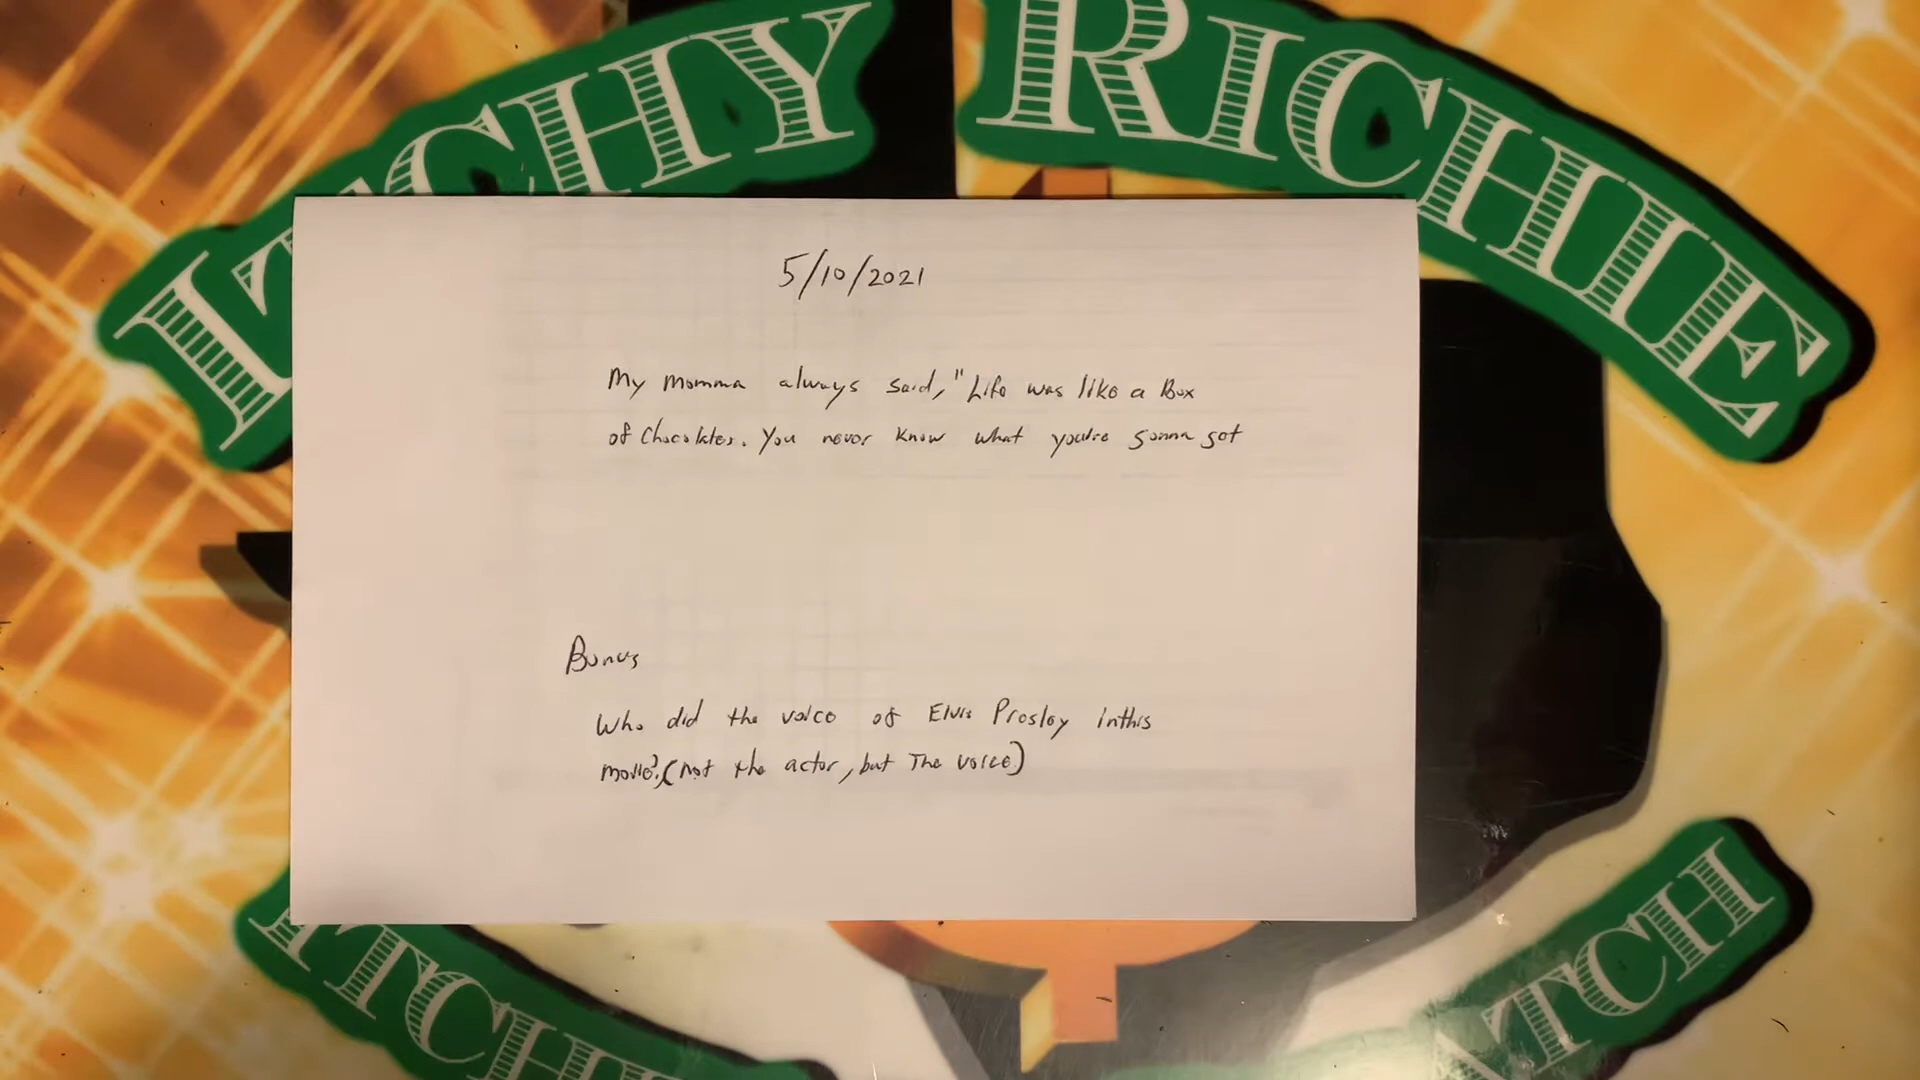 ITCHY RICHIE
5/10/2021
My Momma always said, "Life was like a Box
of Chocolates. You never know what you're gonna get
Bonus
Who did the voice of Elvis Presley inthis
movie? (not the actor, but The voice)
ITCH